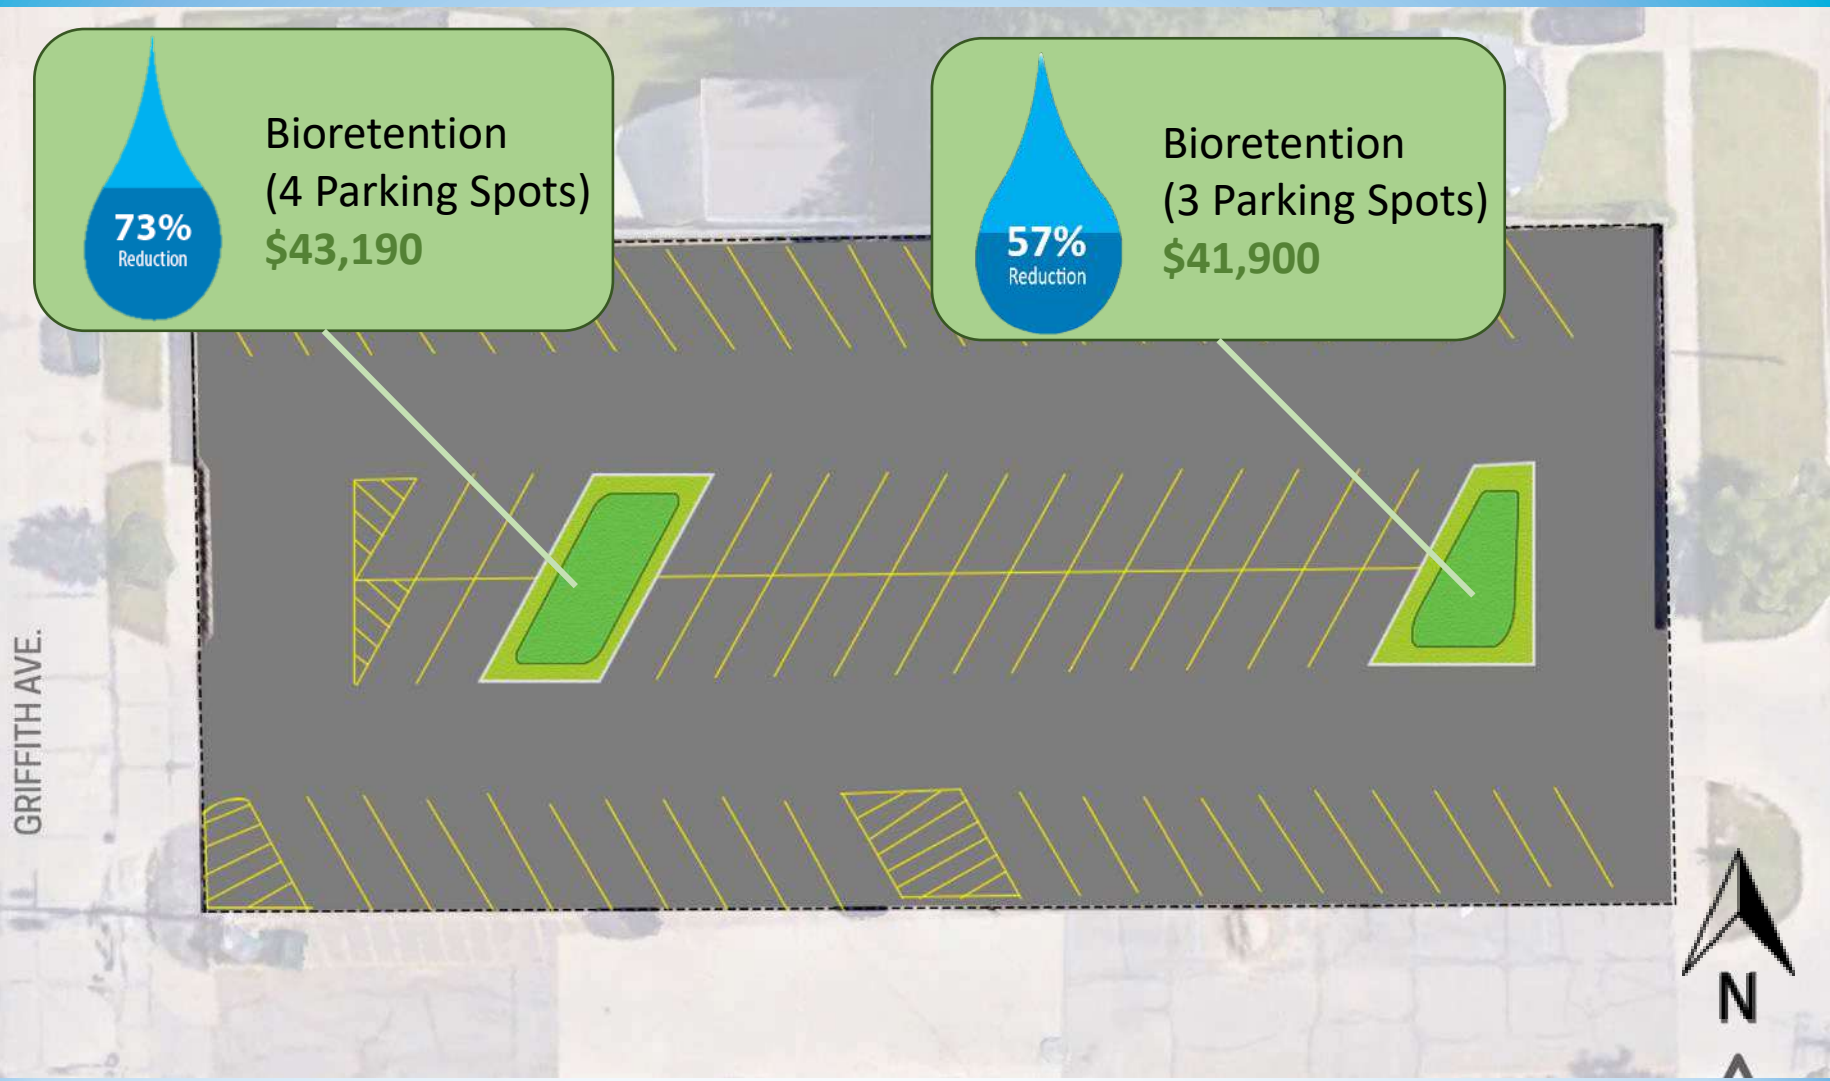 73%
Reduction
Bioretention
(4 Parking Spots)
$43,190
57%
Reduction
Bioretention
(3 Parking Spots)
$41,900
GRIFFITH AVE.
N